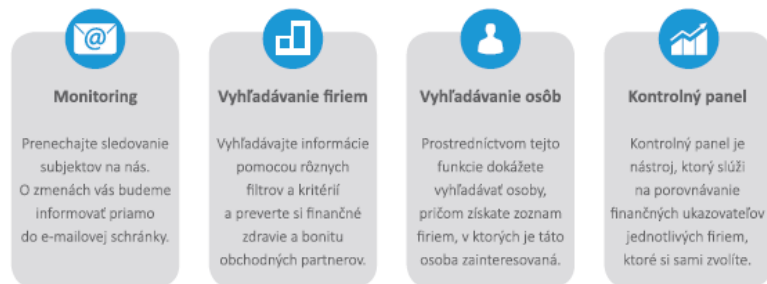 @
Monitoring
Prenechajte sledovanie
subjektov na nás.
O zmenách vás budeme
informovať priamo
do e-mailovej schránky.
Vyhľadávanie firiem
Vyhľadávajte informácie
pomocou rôznych
filtrov a kritérií
a preverte si finančné
zdravie a bonitu
obchodných partnerov.
Vyhľadávanie osôb
Prostredníctvom tejto
funkcie dokážete
vyhľadávať osoby,
pričom získate zoznam
firiem, v ktorých je táto
osoba zainteresovaná.
Kontrolný panel
Kontrolný panel je
nástroj, ktorý slúži
na porovnávanie
finančných ukazovateľov
jednotlivých firiem,
ktoré si sami zvolíte.